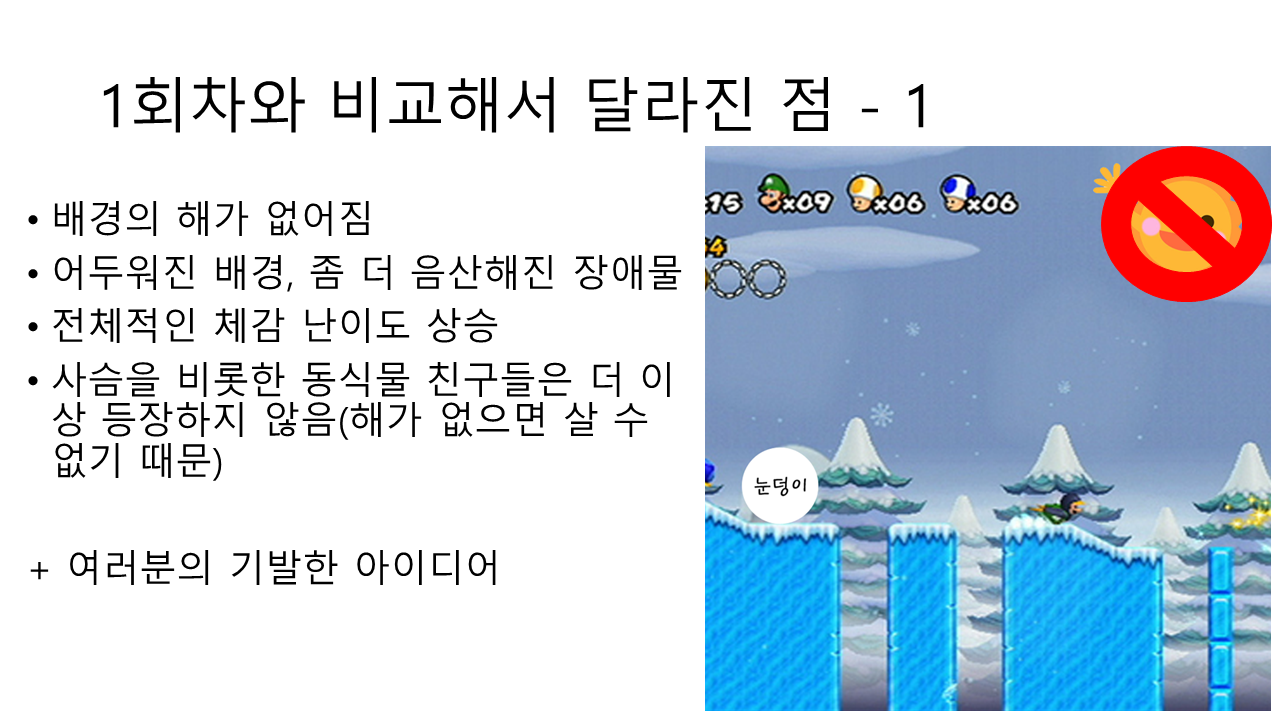 1회차와 비교해서 달라진 점 - 1
• 배경의 해가 없어짐
• 어두워진 배경, 좀 더 음산해진 장애물
• 전체적인 체감 난이도 상승
• 사슴을 비롯한 동식물 친구들은 더 이
상 등장하지 않음(해가 없으면 살 수
없기 때문)
+ 여러분의 기발한 아이디어
x15 x09 x06 x06
눈덩이